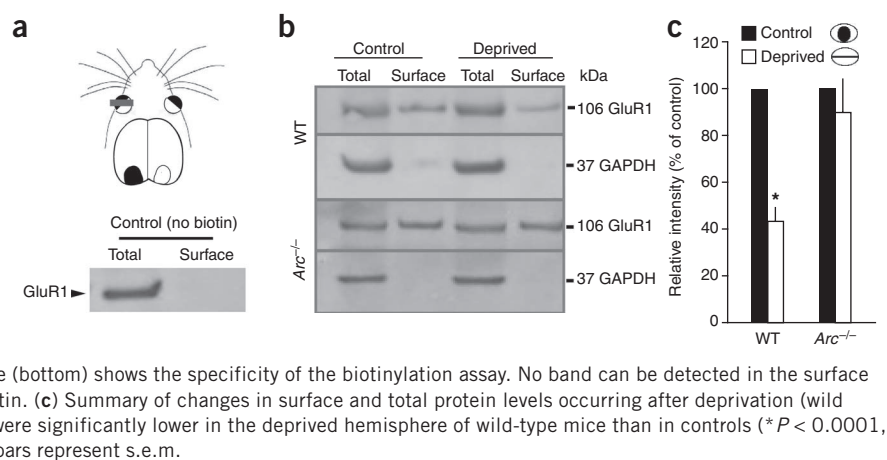 a
Control (no biotin)
Total Surface
GluR1
b
Control Deprived
Total Surface Total Surface kDa
WT
106 GluR1
37 GAPDH
Arc–/–
106 GluR1
37 GAPDH
c
Control
Deprived
Relative intensity (% of control)
120
100
80
60
40
20
0
*
WT Arc–/–
e (bottom) shows the specificity of the biotinylation assay. No band can be detected in the surface
tin. (c) Summary of changes in surface and total protein levels occurring after deprivation (wild
were significantly lower in the deprived hemisphere of wild-type mice than in controls (*P < 0.0001,
bars represent s.e.m.